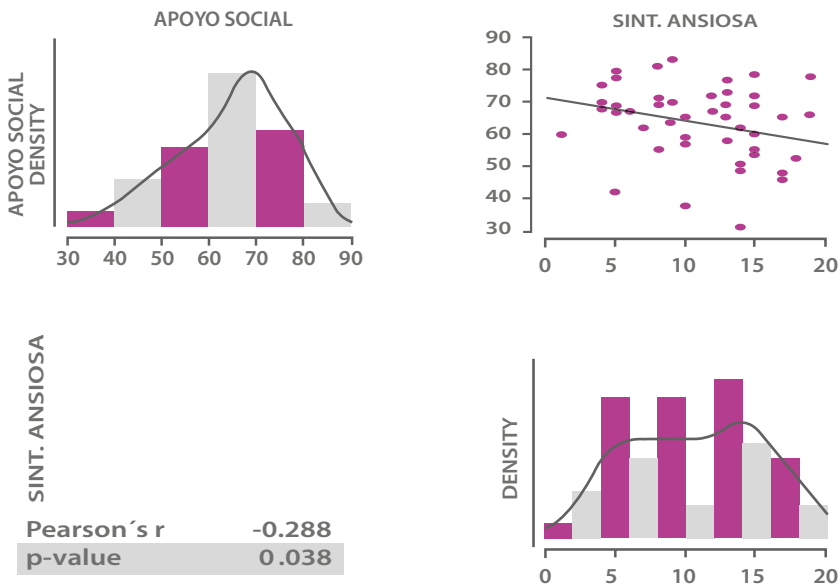 APOYO SOCIAL
APOYO SOCIAL
DENSITY
30 40 50 60 70 80 90
SINT. ANSIOSA
90
80
70
60
50
40
30
0 5 10 15 20
SINT. ANSIOSA
Pearson´s r -0.288
p-value 0.038
DENSITY
0 5 10 15 20